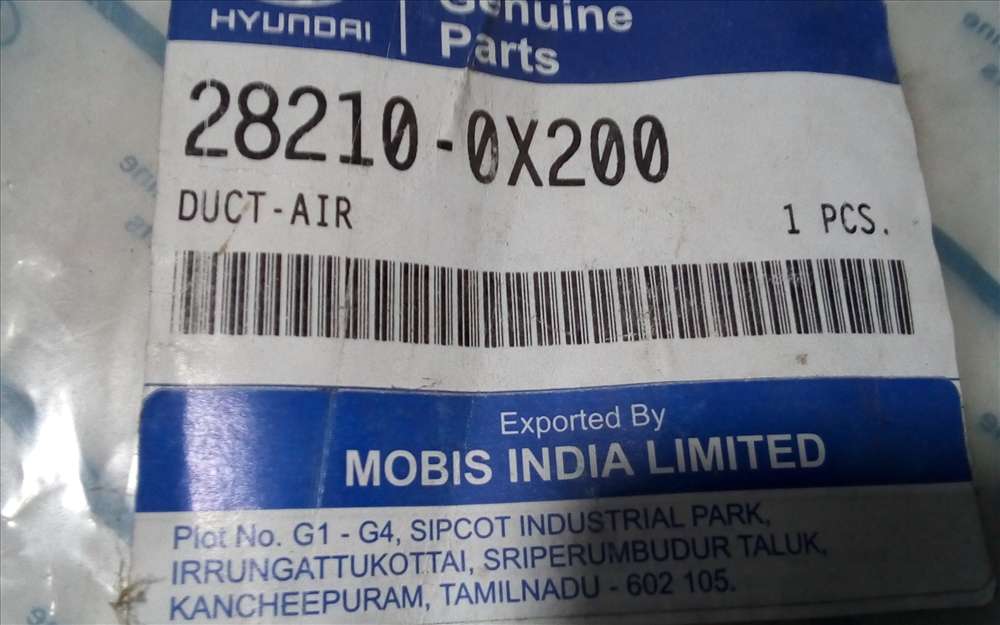 HYUNDAI
Genuine
Parts
28210-0X200
DUCT-AIR
1 PCS.
Exported By
MOBIS INDIA LIMITED
Plot No. G1 - G4, SIPCOT INDUSTRIAL PARK,
IRRUNGATTUKOTTAI, SRIPERUMBUDUR TALUK,
KANCHEEPURAM, TAMILNADU - 602 105.